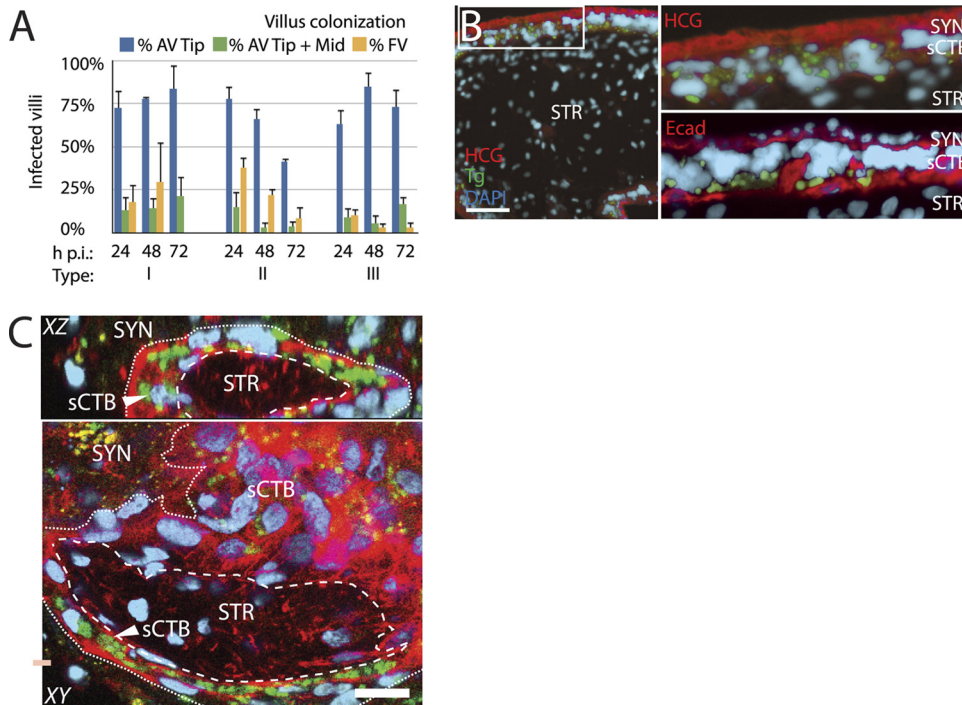 A
Villus colonization
% AV Tip % AV Tip + Mid % FV
Infected villi
100%
75%
50%
25%
0%
h p.i.: 24 48 72 24 48 72 24 48 72
Type: I II III
B
STR
HCG
Tg
DAPI
HCG
SYN
sCTB
STR
Ecad
SYN
sCTB
STR
C
XZ
SYN
STR
sCTB
SYN
sCTB
STR
sCTB
XY